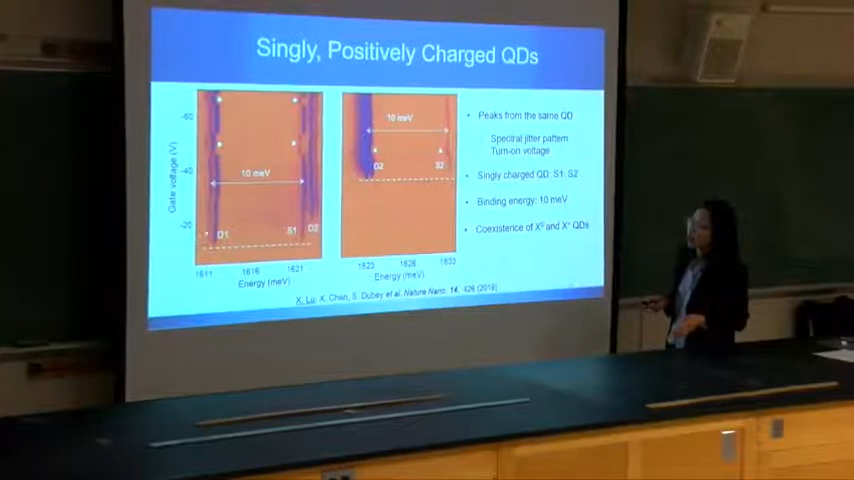 Singly, Positively Charged QDs
-60
-40
-20
Gate voltage (V)
10 meV
D1
S1
D2
1611
1616
1621
Energy (meV)
10 meV
D2
S2
1623
1628
1633
Energy (meV)
• Peaks from the same QD
Spectral jitter pattern
Turn-on voltage
• Singly charged QD: S1, S2
• Binding energy: 10 meV
• Coexistence of X⁰ and X⁺ QDs
X. Lu, X. Chen, S. Dubey et al, Nature Nano. 14, 426 (2019)